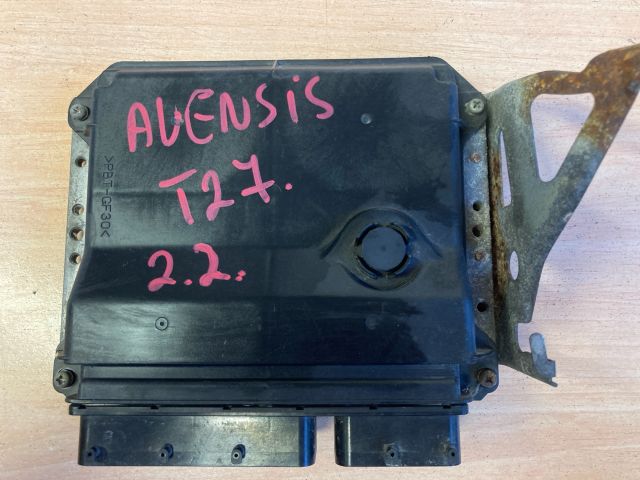 AVENSiS
T27.
2.2.
>PBT-GF30<